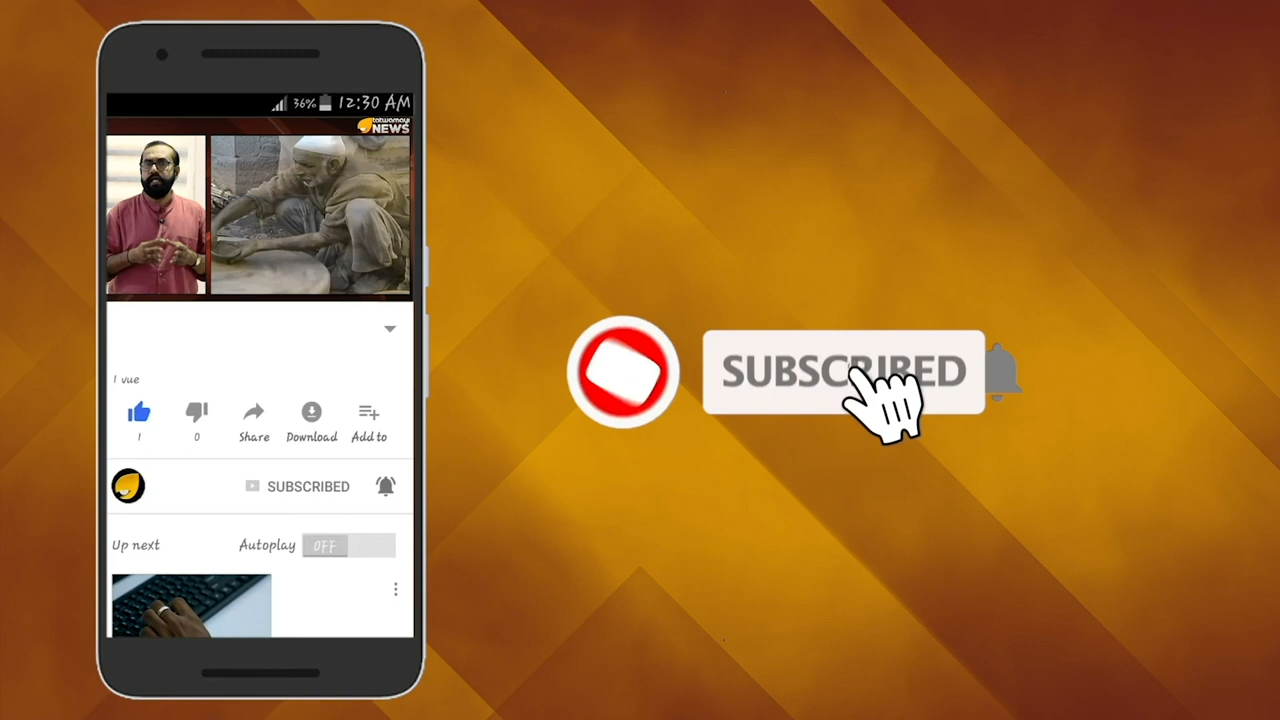 36% 12:30 AM
tatwamayi
NEWS
1 vue
1
0
Share
Download
Add to
SUBSCRIBED
Up next
Autoplay
OFF
SUBSCRIBED